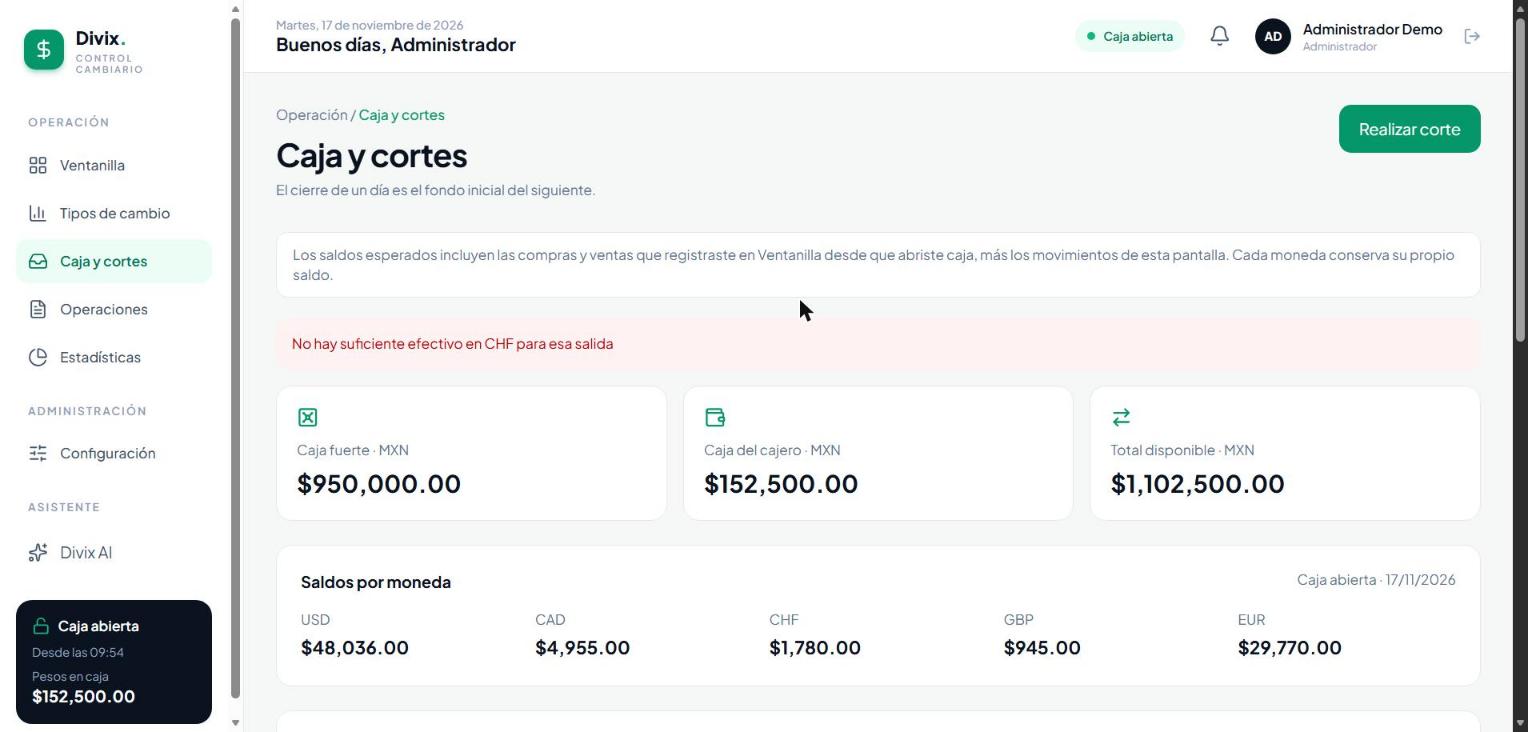 Divix.
CONTROL
CAMBIARIO
OPERACIÓN
Ventanilla
Tipos de cambio
Caja y cortes
Operaciones
Estadísticas
ADMINISTRACIÓN
Configuración
ASISTENTE
Divix AI
Caja abierta
Desde las 09:54
Pesos en caja
$152,500.00
Martes, 17 de noviembre de 2026
Buenos días, Administrador
Caja abierta
AD
Administrador Demo
Administrador
Operación / Caja y cortes
Caja y cortes
El cierre de un día es el fondo inicial del siguiente.
Realizar corte
Los saldos esperados incluyen las compras y ventas que registraste en Ventanilla desde que abriste caja, más los movimientos de esta pantalla. Cada moneda conserva su propio
saldo.
No hay suficiente efectivo en CHF para esa salida
Caja fuerte · MXN
$950,000.00
Caja del cajero · MXN
$152,500.00
Total disponible · MXN
$1,102,500.00
Saldos por moneda
Caja abierta · 17/11/2026
USD
$48,036.00
CAD
$4,955.00
CHF
$1,780.00
GBP
$945.00
EUR
$29,770.00